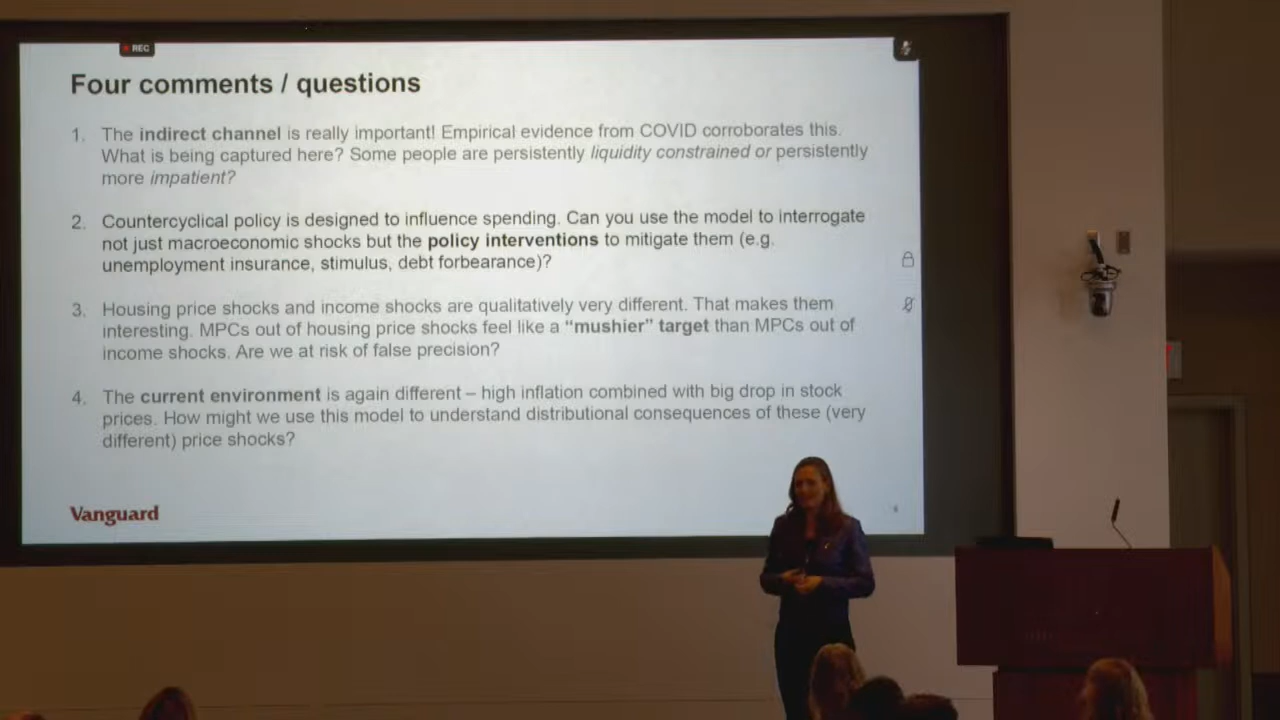 REC
Four comments / questions
1. The indirect channel is really important! Empirical evidence from COVID corroborates this.
What is being captured here? Some people are persistently liquidity constrained or persistently
more impatient?
2. Countercyclical policy is designed to influence spending. Can you use the model to interrogate
not just macroeconomic shocks but the policy interventions to mitigate them (e.g.
unemployment insurance, stimulus, debt forbearance)?
3. Housing price shocks and income shocks are qualitatively very different. That makes them
interesting. MPCs out of housing price shocks feel like a “mushier” target than MPCs out of
income shocks. Are we at risk of false precision?
4. The current environment is again different – high inflation combined with big drop in stock
prices. How might we use this model to understand distributional consequences of these (very
different) price shocks?
Vanguard